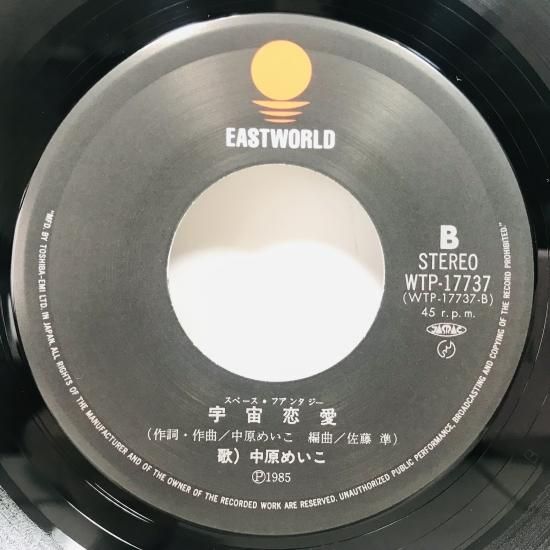 EASTWORLD
B
STEREO
WTP-17737
(WTP-17737-B)
45 r.p.m.
JASRAC
スペース・ファンタジー
宇宙恋愛
(作詞・作曲/中原めいこ 編曲/佐藤 準)
歌) 中原めいこ
Ⓟ1985
"MFD. BY TOSHIBA-EMI LTD. IN JAPAN. ALL RIGHTS OF THE MANUFACTURER AND OF THE OWNER OF THE RECORDED WORK ARE RESERVED. UNAUTHORIZED PUBLIC PERFORMANCE, BROADCASTING AND COPYING OF THE RECORD PROHIBITED."